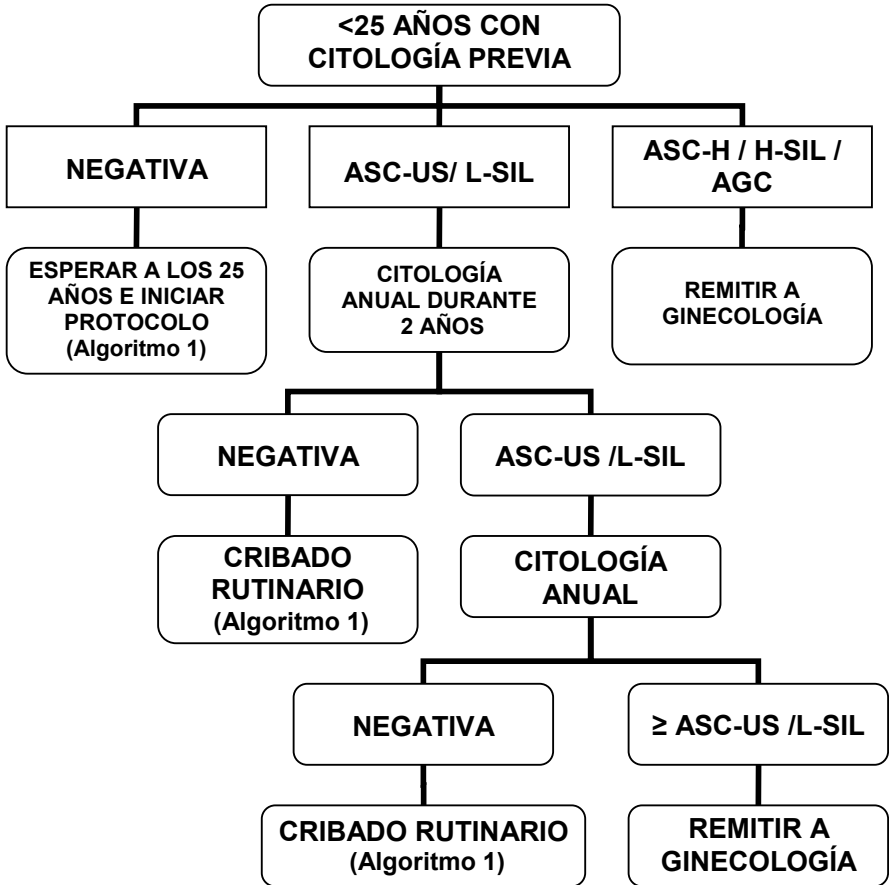 <25 AÑOS CON
CITOLOGÍA PREVIA
NEGATIVA
ASC-US/ L-SIL
ASC-H / H-SIL /
AGC
ESPERAR A LOS 25
AÑOS E INICIAR
PROTOCOLO
(Algoritmo 1)
CITOLOGÍA
ANUAL DURANTE
2 AÑOS
REMITIR A
GINECOLOGÍA
NEGATIVA
ASC-US /L-SIL
CRIBADO
RUTINARIO
(Algoritmo 1)
CITOLOGÍA
ANUAL
NEGATIVA
≥ ASC-US /L-SIL
CRIBADO RUTINARIO
(Algoritmo 1)
REMITIR A
GINECOLOGÍA